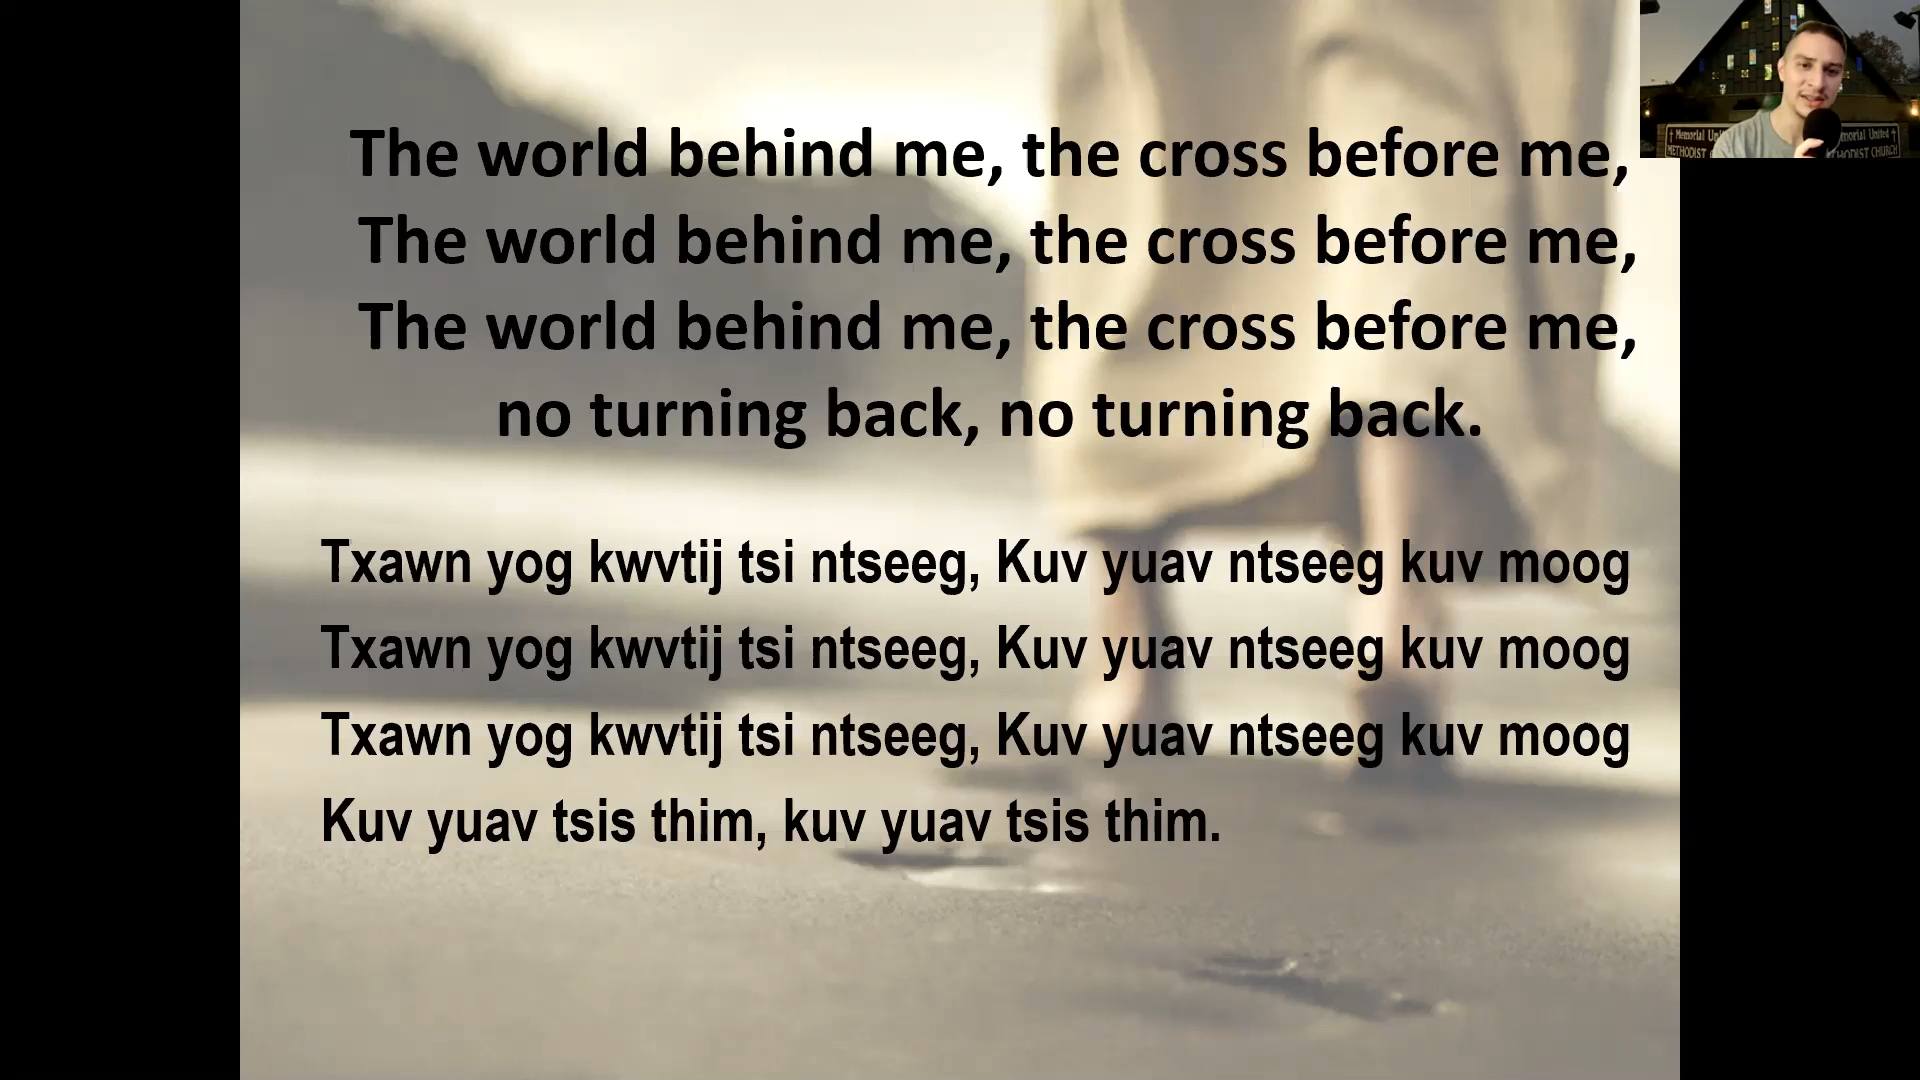 The world behind me, the cross before me,
The world behind me, the cross before me,
The world behind me, the cross before me,
no turning back, no turning back.
Txawn yog kwvtij tsi ntseeg, Kuv yuav ntseeg kuv moog
Txawn yog kwvtij tsi ntseeg, Kuv yuav ntseeg kuv moog
Txawn yog kwvtij tsi ntseeg, Kuv yuav ntseeg kuv moog
Kuv yuav tsis thim, kuv yuav tsis thim.
Memorial
METHODIST
United
CHURCH